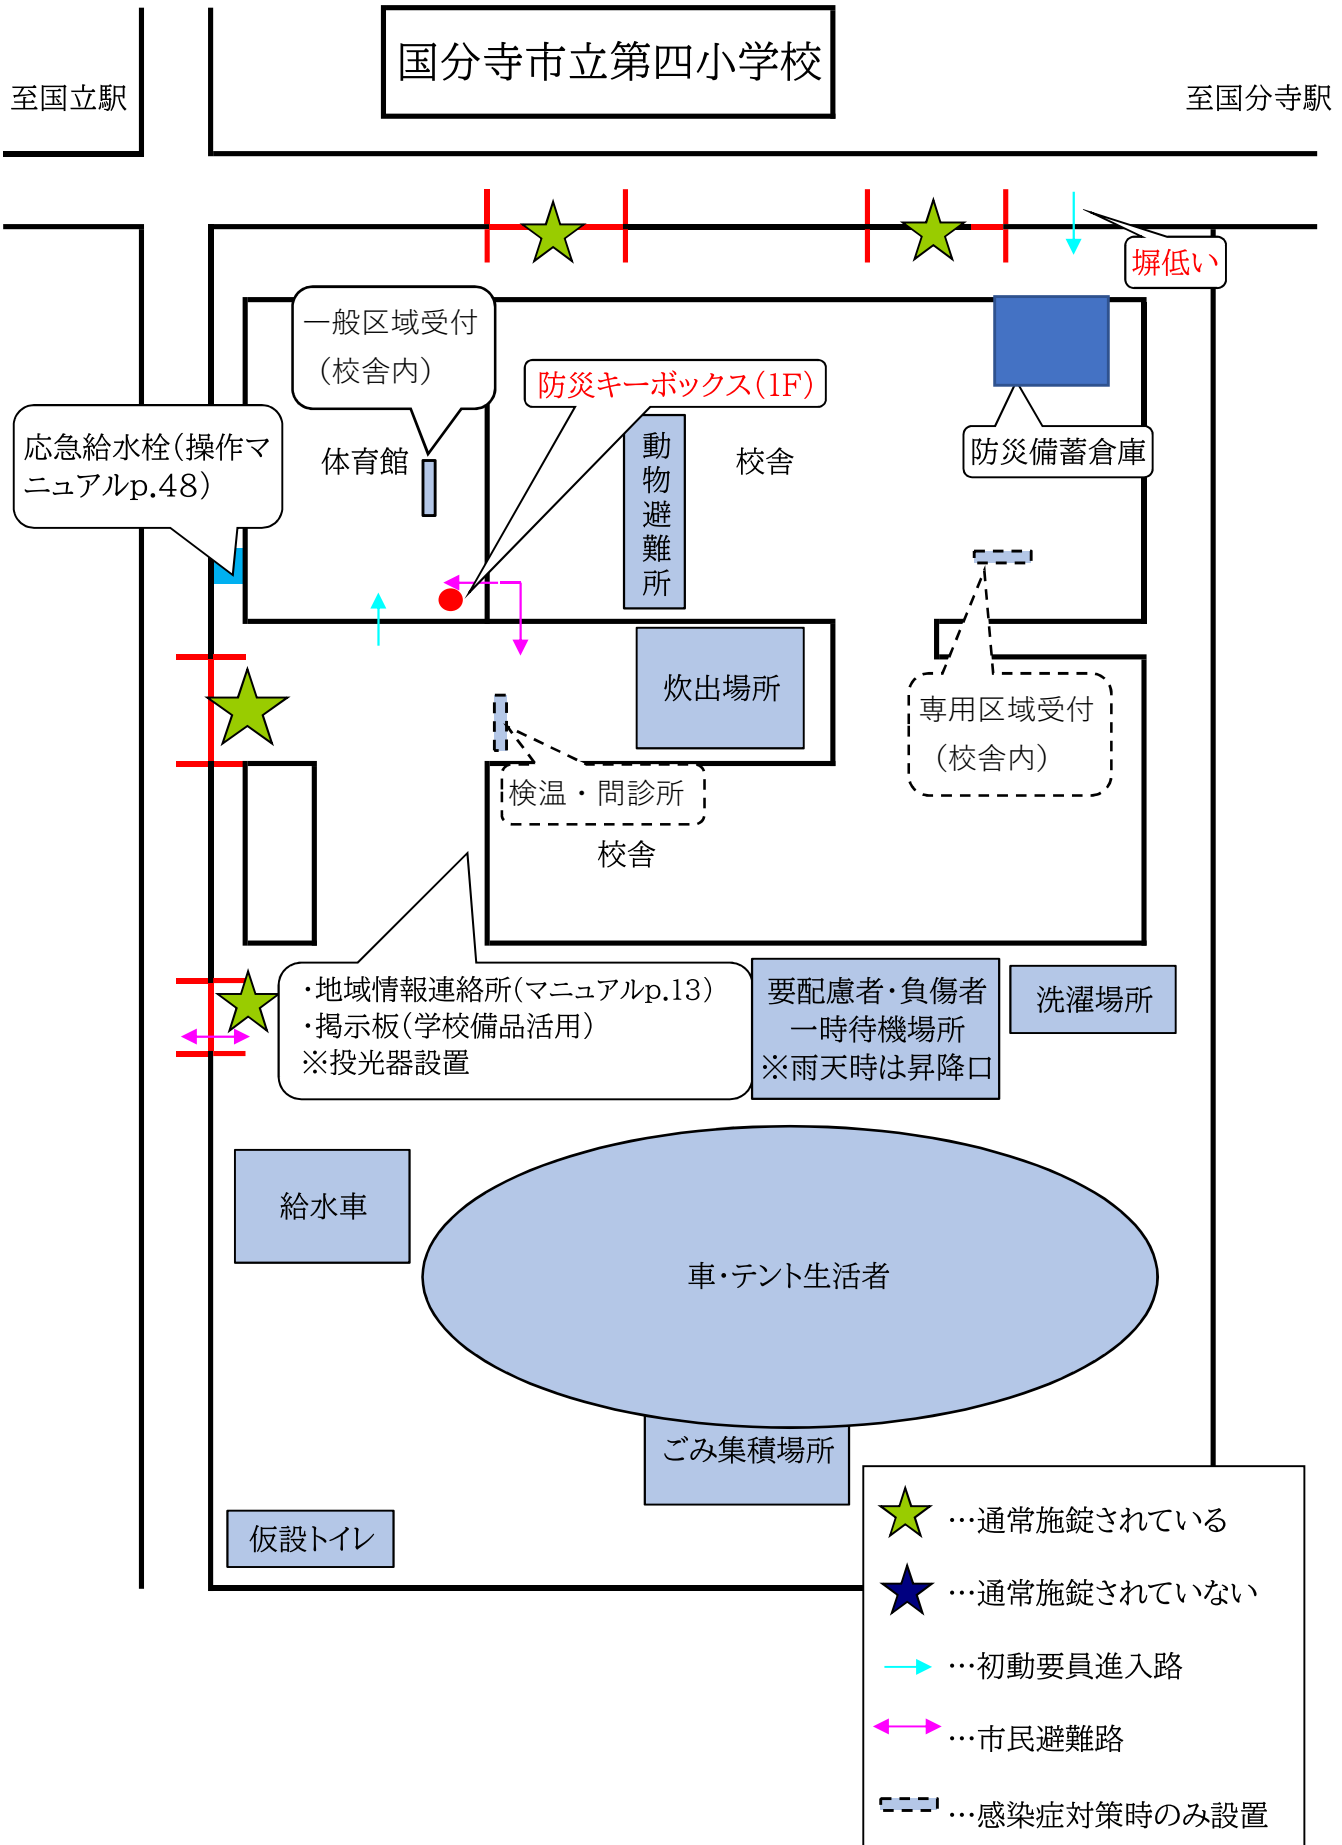 国分寺市立第四小学校
至国立駅
至国分寺駅
塀低い
一般区域受付
（校舎内）
防災キーボックス（1F）
応急給水栓（操作マ
ニュアルp.48）
体育館
動物避難所
校舎
防災備蓄倉庫
炊出場所
専用区域受付
（校舎内）
検温・問診所
校舎
・地域情報連絡所（マニュアルp.13）
・掲示板（学校備品活用）
※投光器設置
要配慮者・負傷者
一時待機場所
※雨天時は昇降口
洗濯場所
給水車
車・テント生活者
ごみ集積場所
仮設トイレ
…通常施錠されている
…通常施錠されていない
…初動要員進入路
…市民避難路
…感染症対策時のみ設置